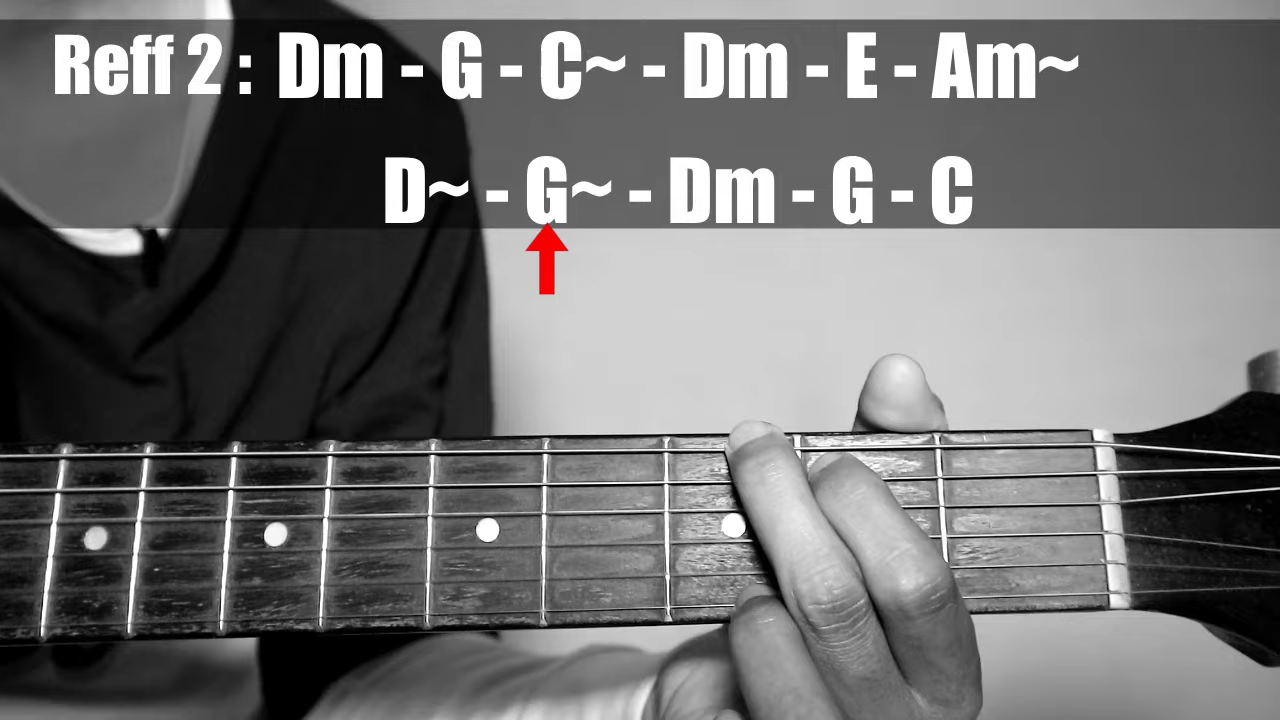 Reff 2 : Dm - G - C~ - Dm - E - Am~
D~ - G~ - Dm - G - C